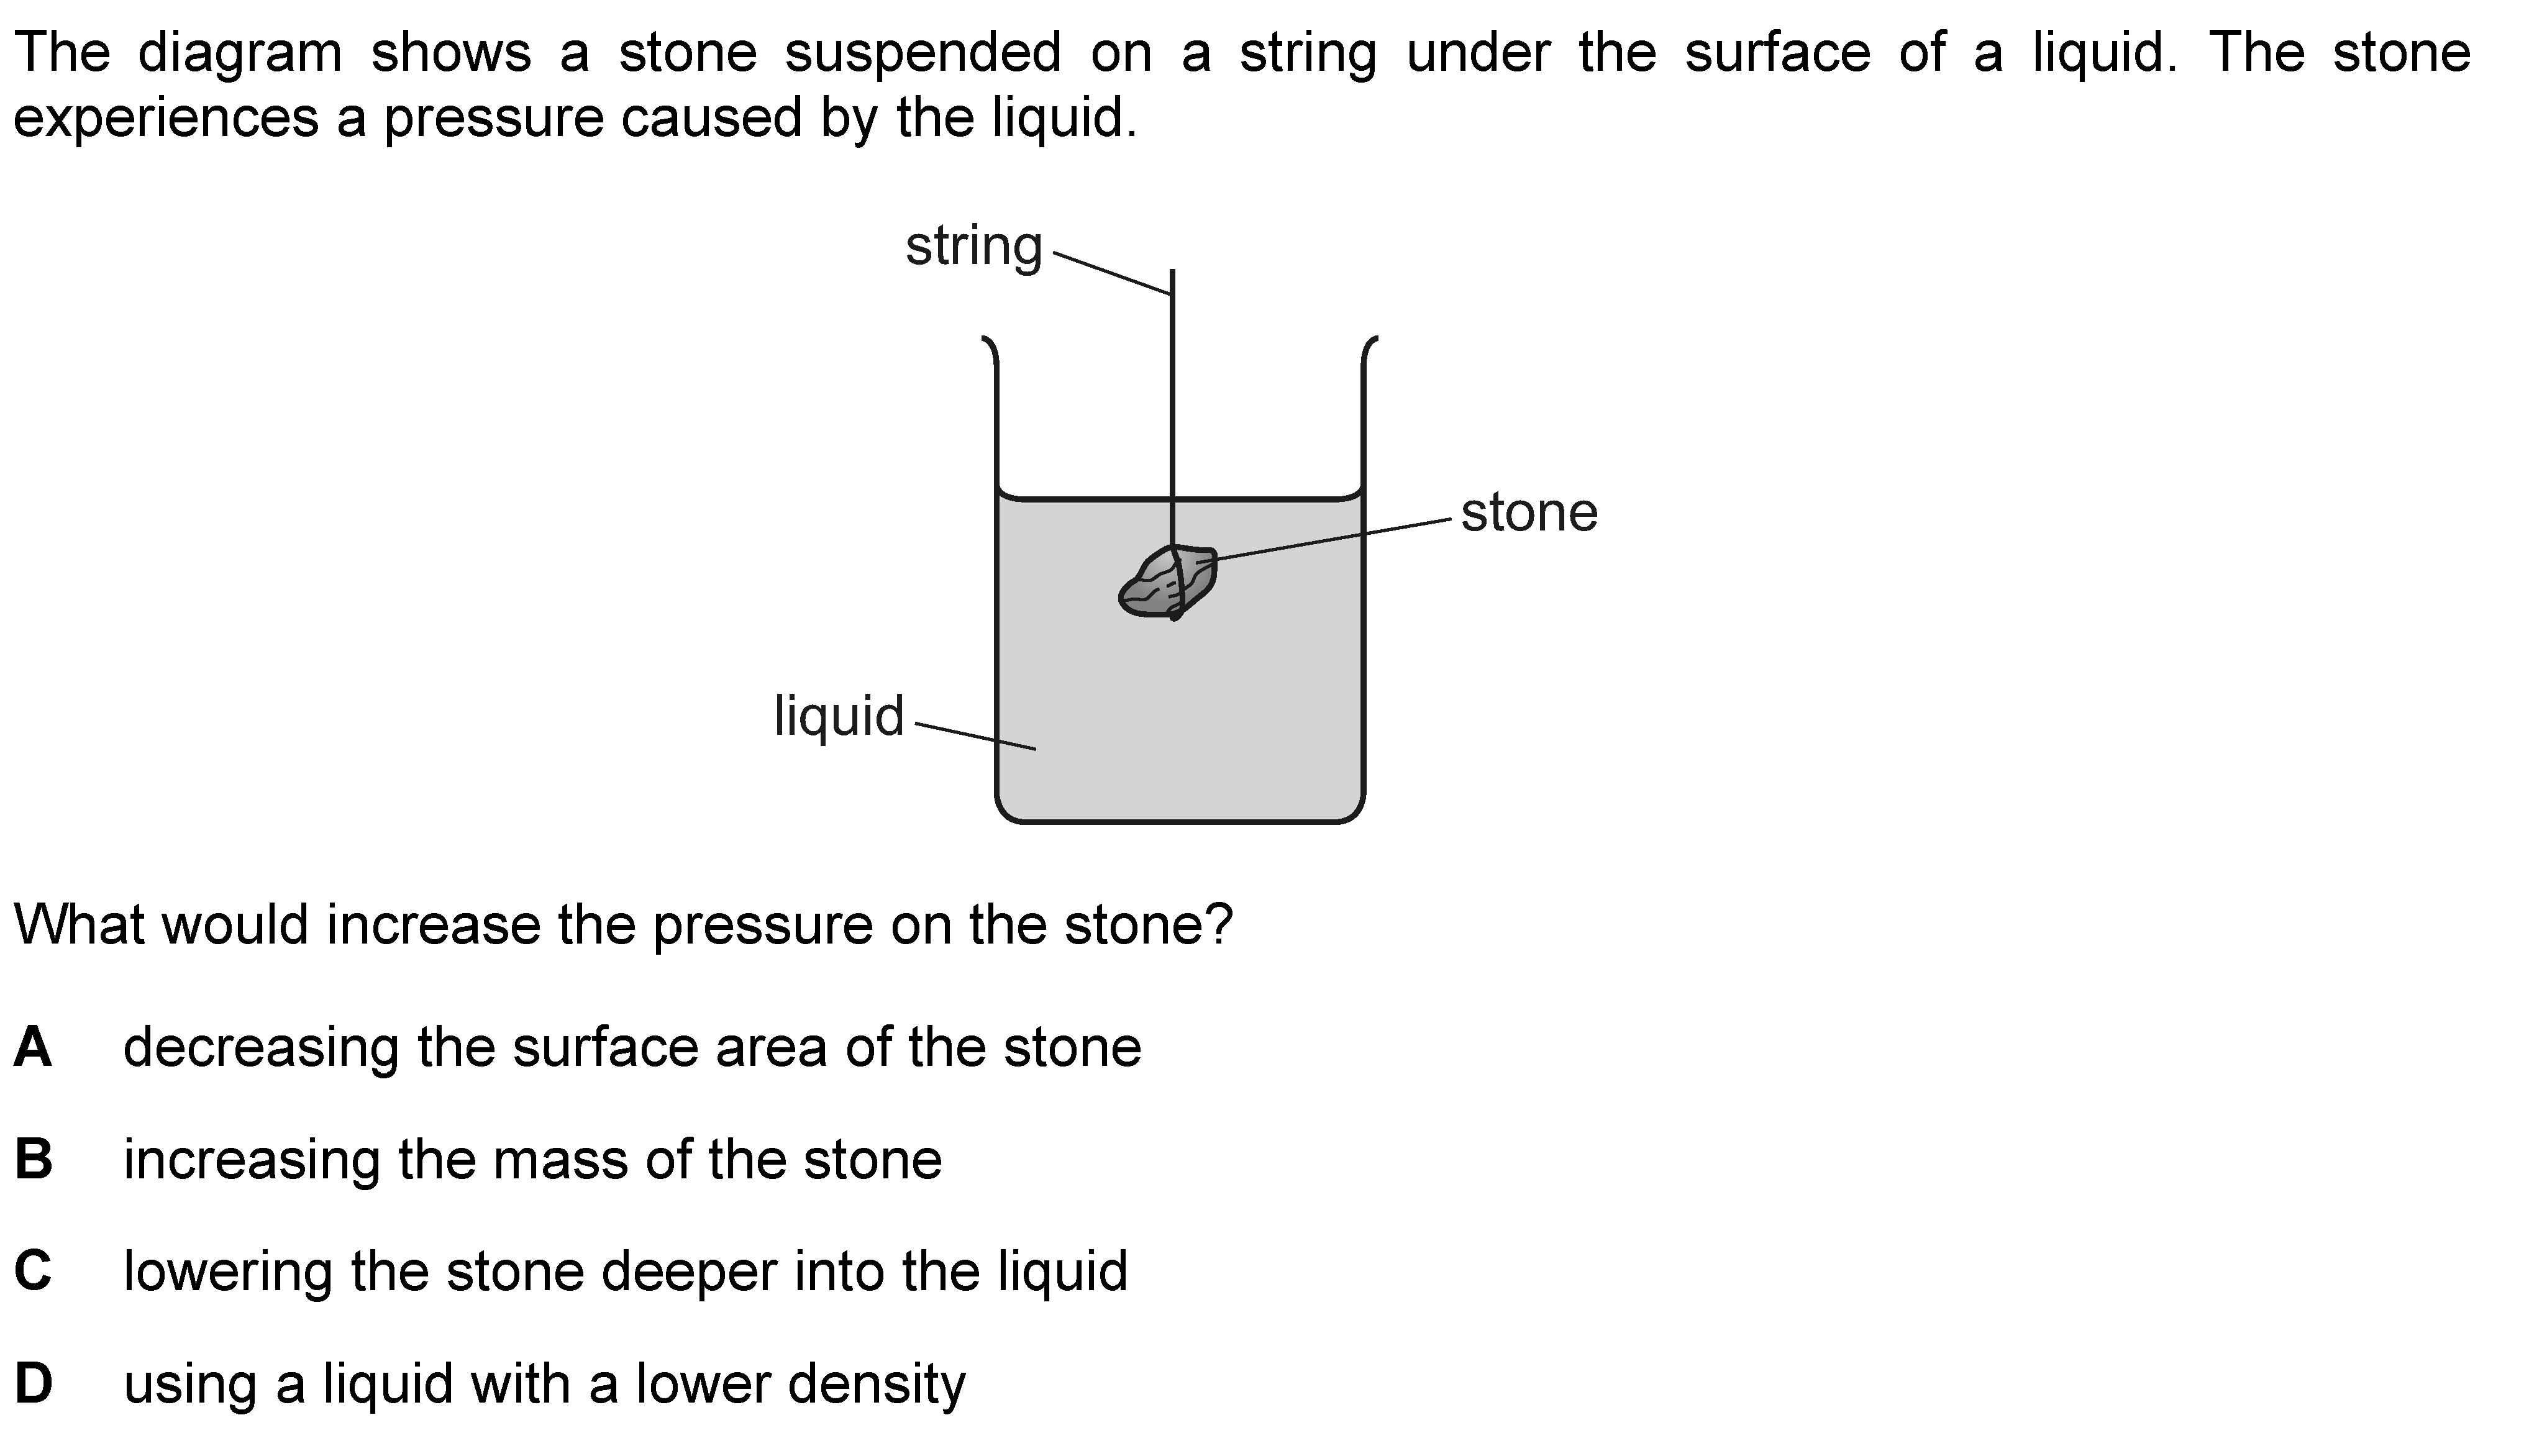 The diagram shows a stone suspended on a string under the surface of a liquid. The stone
experiences a pressure caused by the liquid.
string
stone
liquid
What would increase the pressure on the stone?
A decreasing the surface area of the stone
B increasing the mass of the stone
C lowering the stone deeper into the liquid
D using a liquid with a lower density